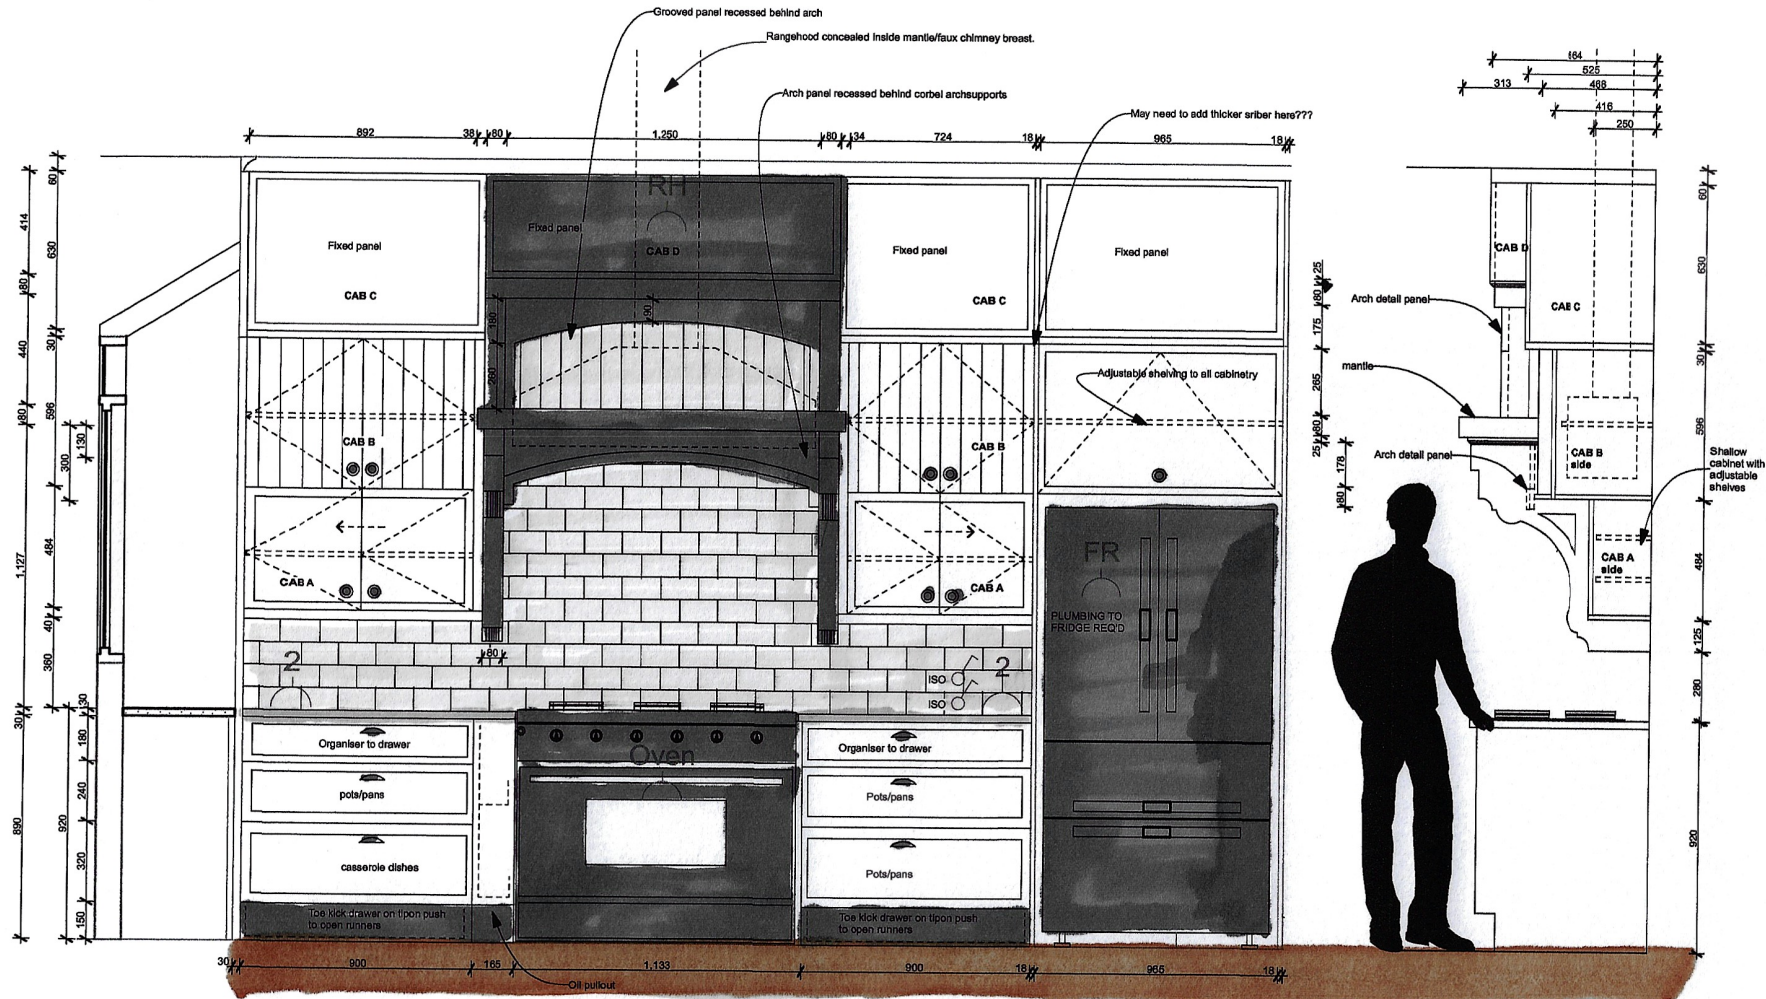 Grooved panel recessed behind arch
Rangehood concealed inside mantle/faux chimney breast.
Arch panel recessed behind corbel archsupports
May need to add thicker sriber here???
892
38
80
1,250
80
34
724
18
965
18
RH
Fixed panel
CAB D
Fixed panel
CAB C
Fixed panel
CAB C
Fixed panel
180
90
260
Adjustable shelving to all cabinetry
CAB B
CAB B
CAB A
CAB A
FR
PLUMBING TO
FRIDGE REQ'D
80
2
ISO
ISO
2
Organiser to drawer
pots/pans
casserole dishes
Toe kick drawer on tipon push
to open runners
Oven
Organiser to drawer
Pots/pans
Pots/pans
Toe kick drawer on tipon push
to open runners
30
900
165
1,133
900
18
965
18
Oil pullout
414
80
440
80
1,127
30
890
60
630
30
596
484
40
360
920
130
300
30
180
240
320
150
564
525
313
468
416
250
CAB D
CAB C
Arch detail panel
mantle
Arch detail panel
CAB B
side
Shallow
cabinet with
adjustable
shelves
CAB A
side
25
80
175
265
80
25
178
80
60
630
30
596
484
125
280
920